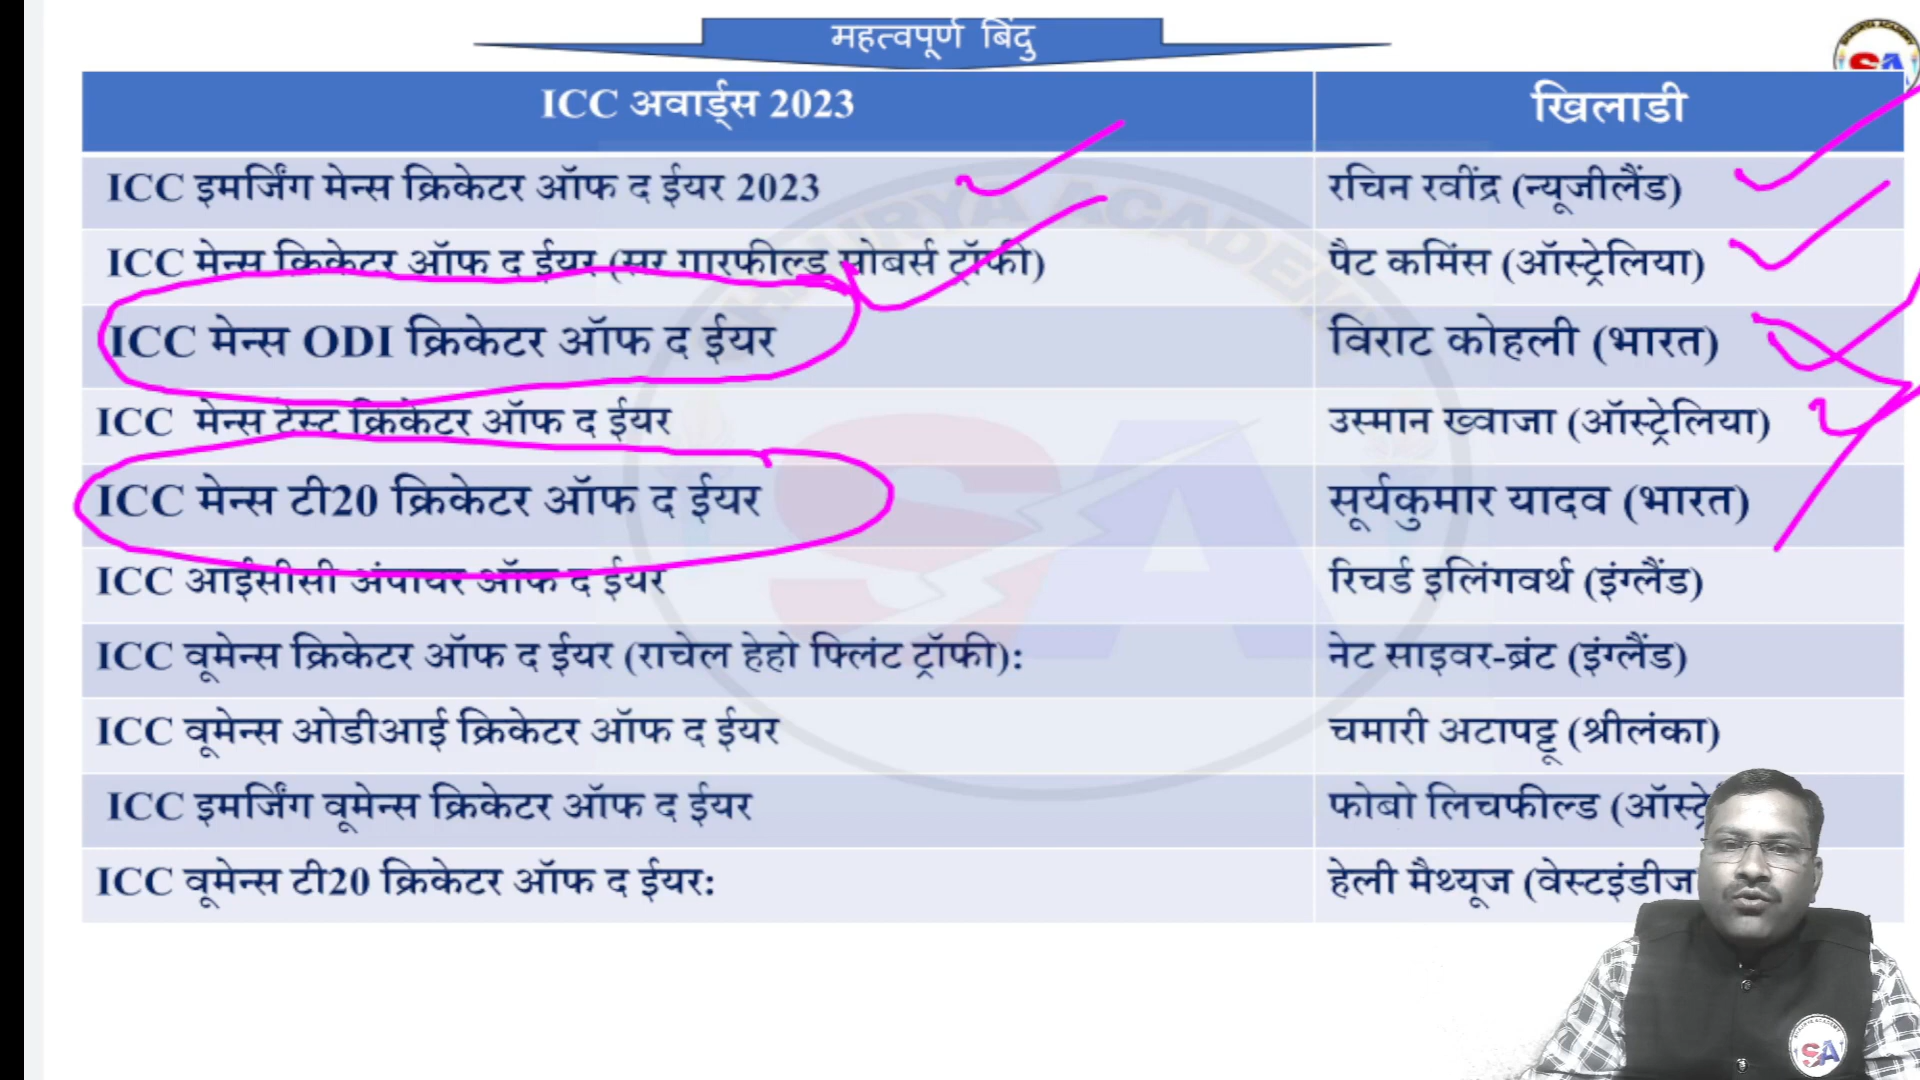 महत्वपूर्ण बिंदु
ICC अवार्ड्स 2023 खिलाडी
ICC इमर्जिंग मेन्स क्रिकेटर ऑफ द ईयर 2023 रचिन रवींद्र (न्यूजीलैंड)
ICC मेन्स क्रिकेटर ऑफ द ईयर (सर गारफील्ड सोबर्स ट्रॉफी) पैट कमिंस (ऑस्ट्रेलिया)
ICC मेन्स ODI क्रिकेटर ऑफ द ईयर विराट कोहली (भारत)
ICC मेन्स टेस्ट क्रिकेटर ऑफ द ईयर उस्मान ख्वाजा (ऑस्ट्रेलिया)
ICC मेन्स टी20 क्रिकेटर ऑफ द ईयर सूर्यकुमार यादव (भारत)
ICC आईसीसी अंपायर ऑफ द ईयर रिचर्ड इलिंगवर्थ (इंग्लैंड)
ICC वूमेन्स क्रिकेटर ऑफ द ईयर (राचेल हेहो फ्लिंट ट्रॉफी): नेट साइवर-ब्रंट (इंग्लैंड)
ICC वूमेन्स ओडीआई क्रिकेटर ऑफ द ईयर चमारी अटापट्टू (श्रीलंका)
ICC इमर्जिंग वूमेन्स क्रिकेटर ऑफ द ईयर फोबो लिचफील्ड
ICC वूमेन्स टी20 क्रिकेटर ऑफ द ईयर: हेली मैथ्यूज (वेस्टइंडीज
SA